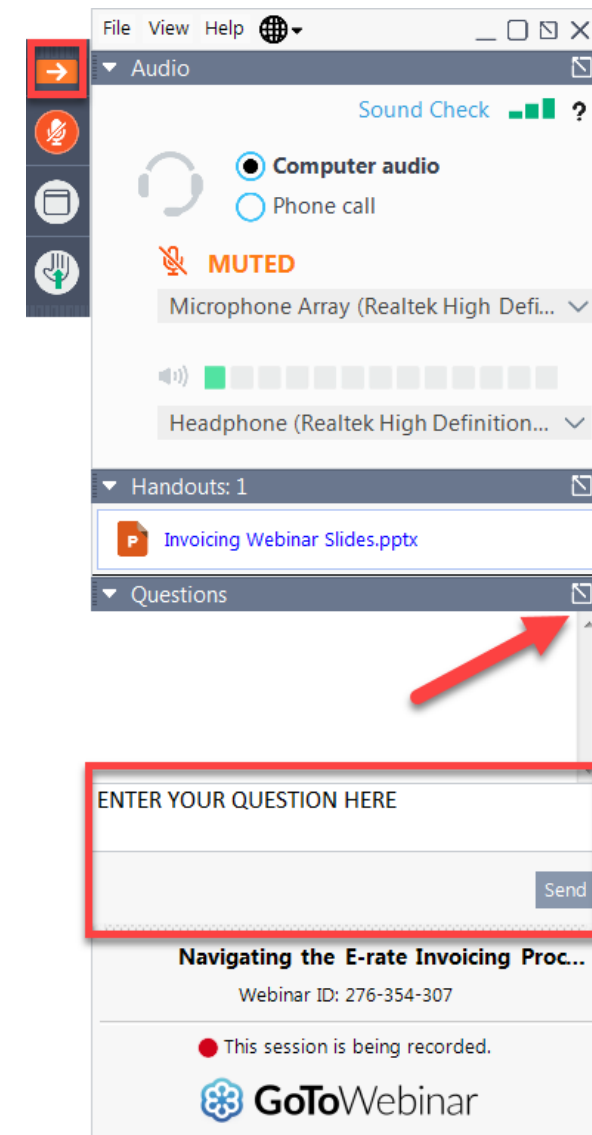 File View Help
Audio
Sound Check ?
Computer audio
Phone call
MUTED
Microphone Array (Realtek High Defi...
Headphone (Realtek High Definition...
Handouts: 1
P Invoicing Webinar Slides.pptx
Questions
ENTER YOUR QUESTION HERE
Send
Navigating the E-rate Invoicing Proc...
Webinar ID: 276-354-307
This session is being recorded.
GoToWebinar